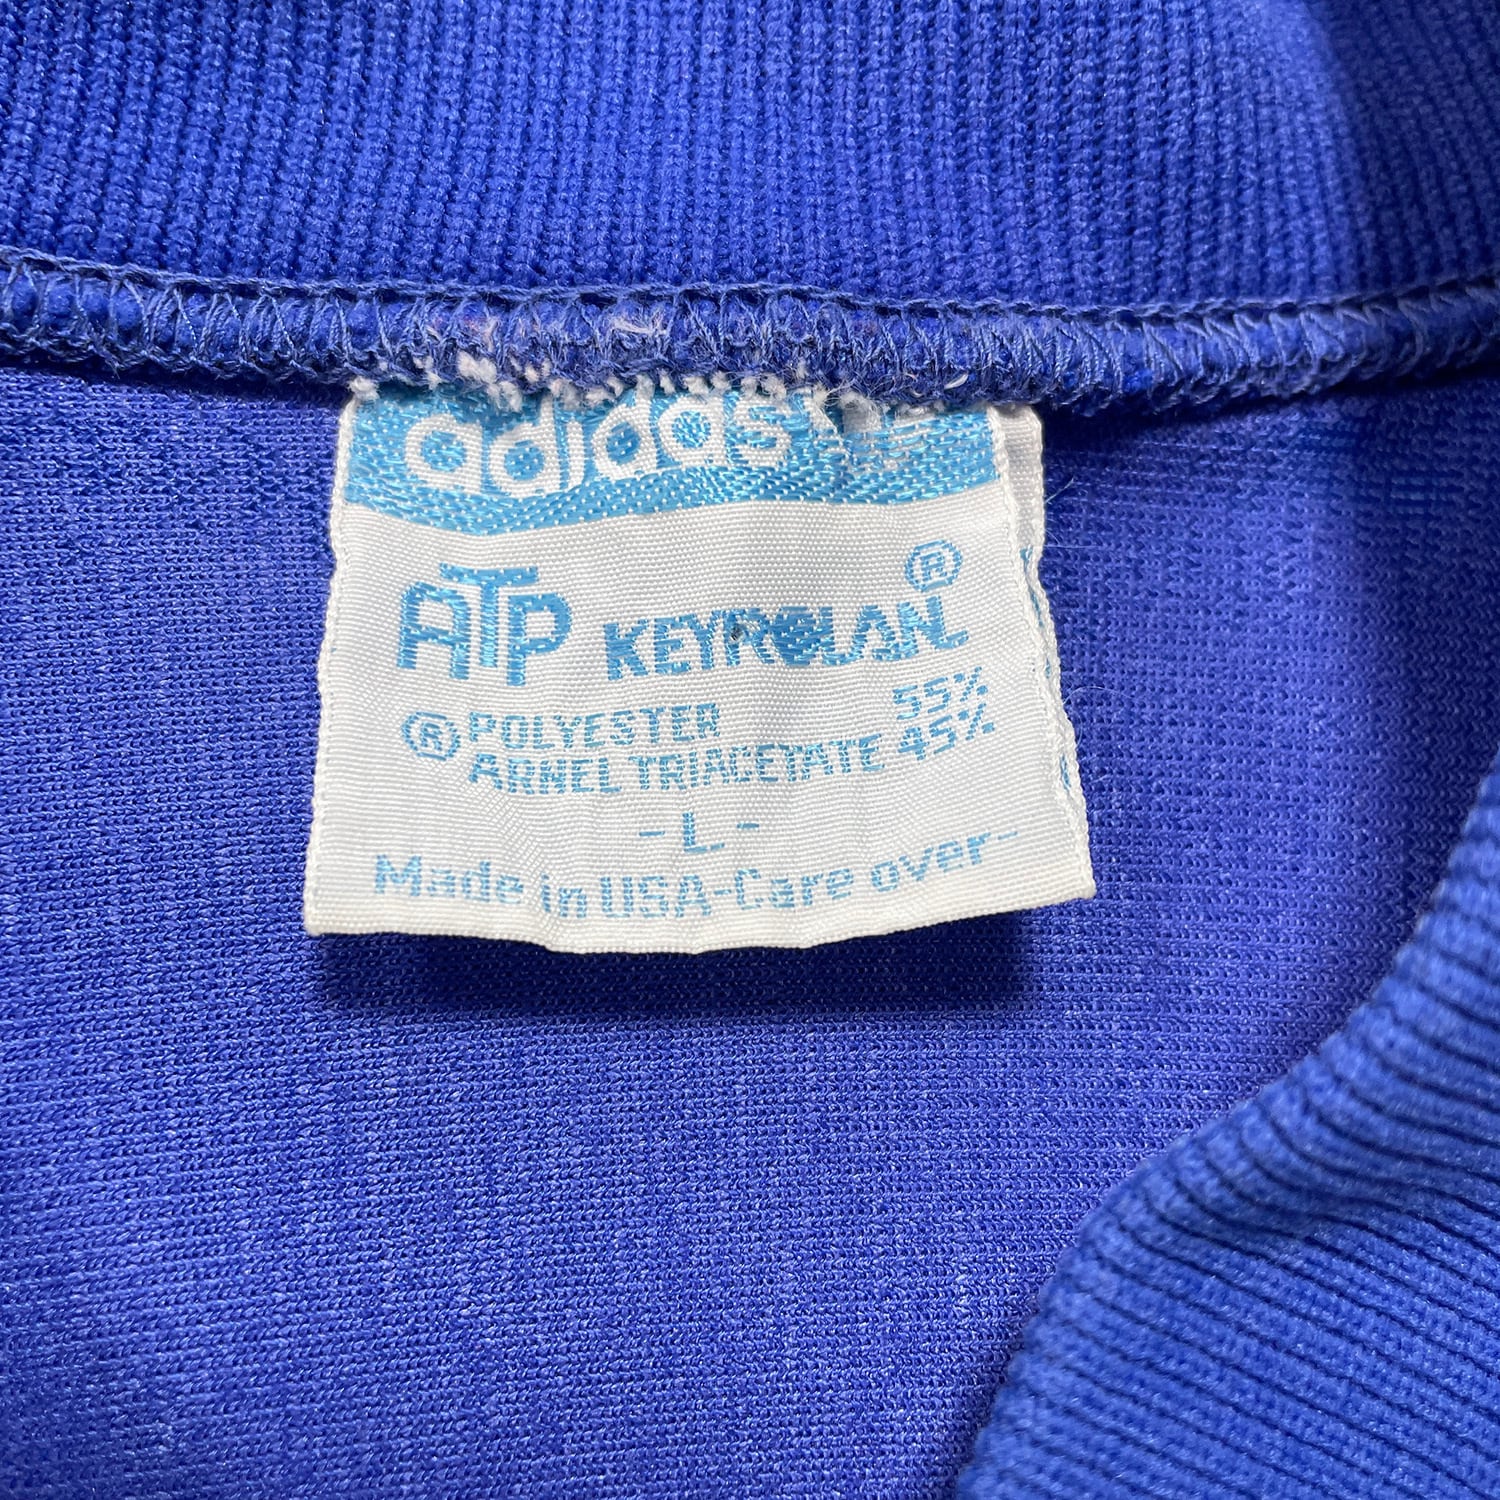 adidas
ATP KEYROLAN ®
POLYESTER 55%
® ARNEL TRIACETATE 45%
-L-
Made in USA-Care over-